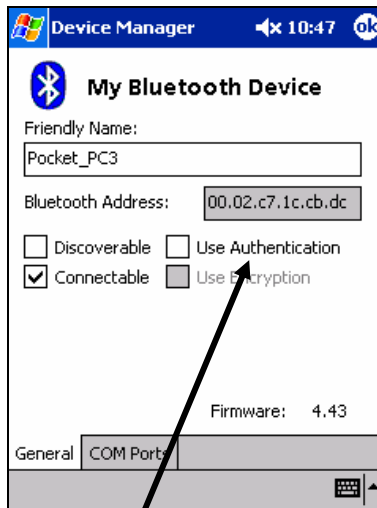 Device Manager 10:47 ok
My Bluetooth Device
Friendly Name:
Pocket_PC3
Bluetooth Address: 00.02.c7.1c.cb.dc
Discoverable Use Authentication
Connectable Use Encryption
Firmware: 4.43
General COM Ports